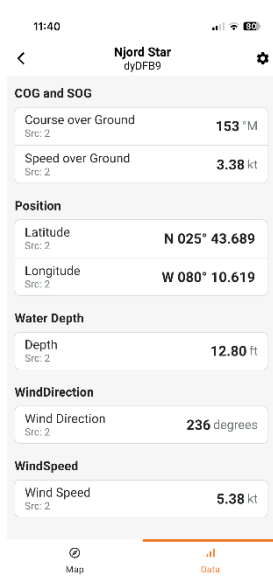 11:40
80
Njord Star
dyDFB9
COG and SOG
Course over Ground
Src: 2
153 °M
Speed over Ground
Src: 2
3.38 kt
Position
Latitude
Src: 2
N 025° 43.689
Longitude
Src: 2
W 080° 10.619
Water Depth
Depth
Src: 2
12.80 ft
WindDirection
Wind Direction
Src: 2
236 degrees
WindSpeed
Wind Speed
Src: 2
5.38 kt
Map
Data